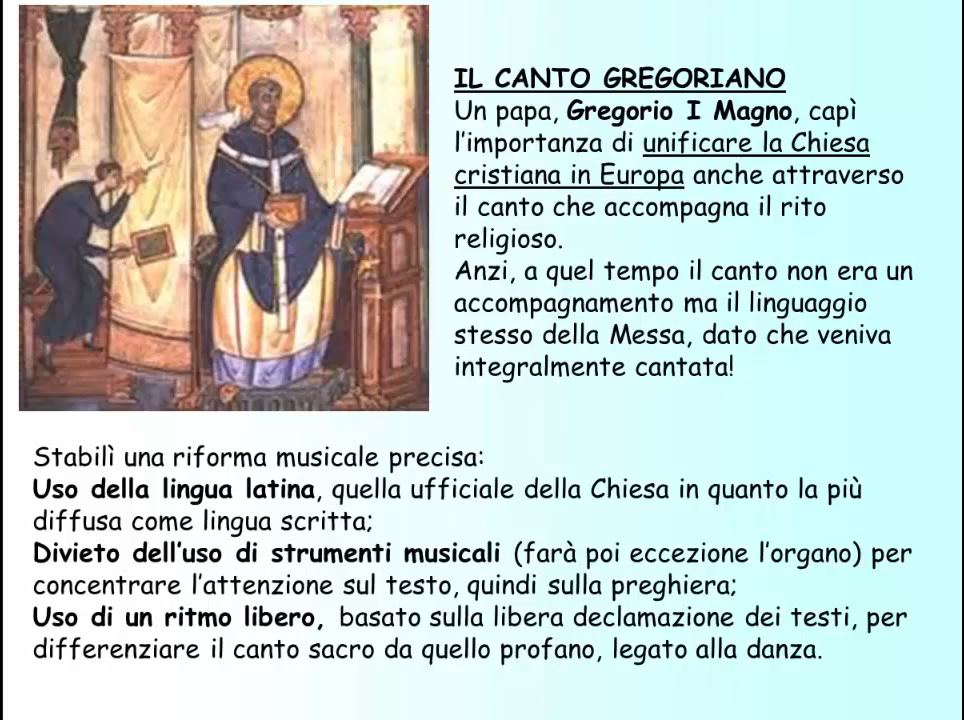 IL CANTO GREGORIANO
Un papa, Gregorio I Magno, capì
l'importanza di unificare la Chiesa
cristiana in Europa anche attraverso
il canto che accompagna il rito
religioso.
Anzi, a quel tempo il canto non era un
accompagnamento ma il linguaggio
stesso della Messa, dato che veniva
integralmente cantata!
Stabilì una riforma musicale precisa:
Uso della lingua latina, quella ufficiale della Chiesa in quanto la più
diffusa come lingua scritta;
Divieto dell'uso di strumenti musicali (farà poi eccezione l'organo) per
concentrare l'attenzione sul testo, quindi sulla preghiera;
Uso di un ritmo libero, basato sulla libera declamazione dei testi, per
differenziare il canto sacro da quello profano, legato alla danza.